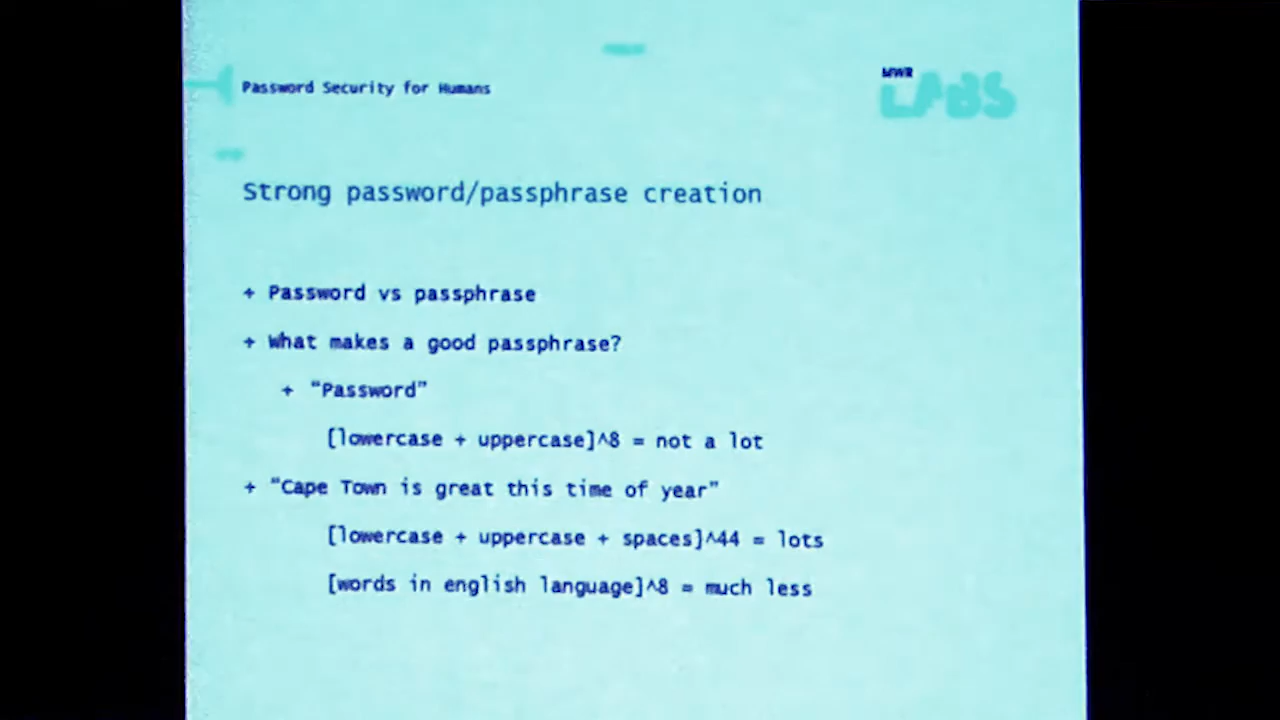 Password Security for Humans
MWR
LABS
Strong password/passphrase creation
+ Password vs passphrase
+ What makes a good passphrase?
+ "Password"
[lowercase + uppercase]^8 = not a lot
+ "Cape Town is great this time of year"
[lowercase + uppercase + spaces]^44 = lots
[words in english language]^8 = much less